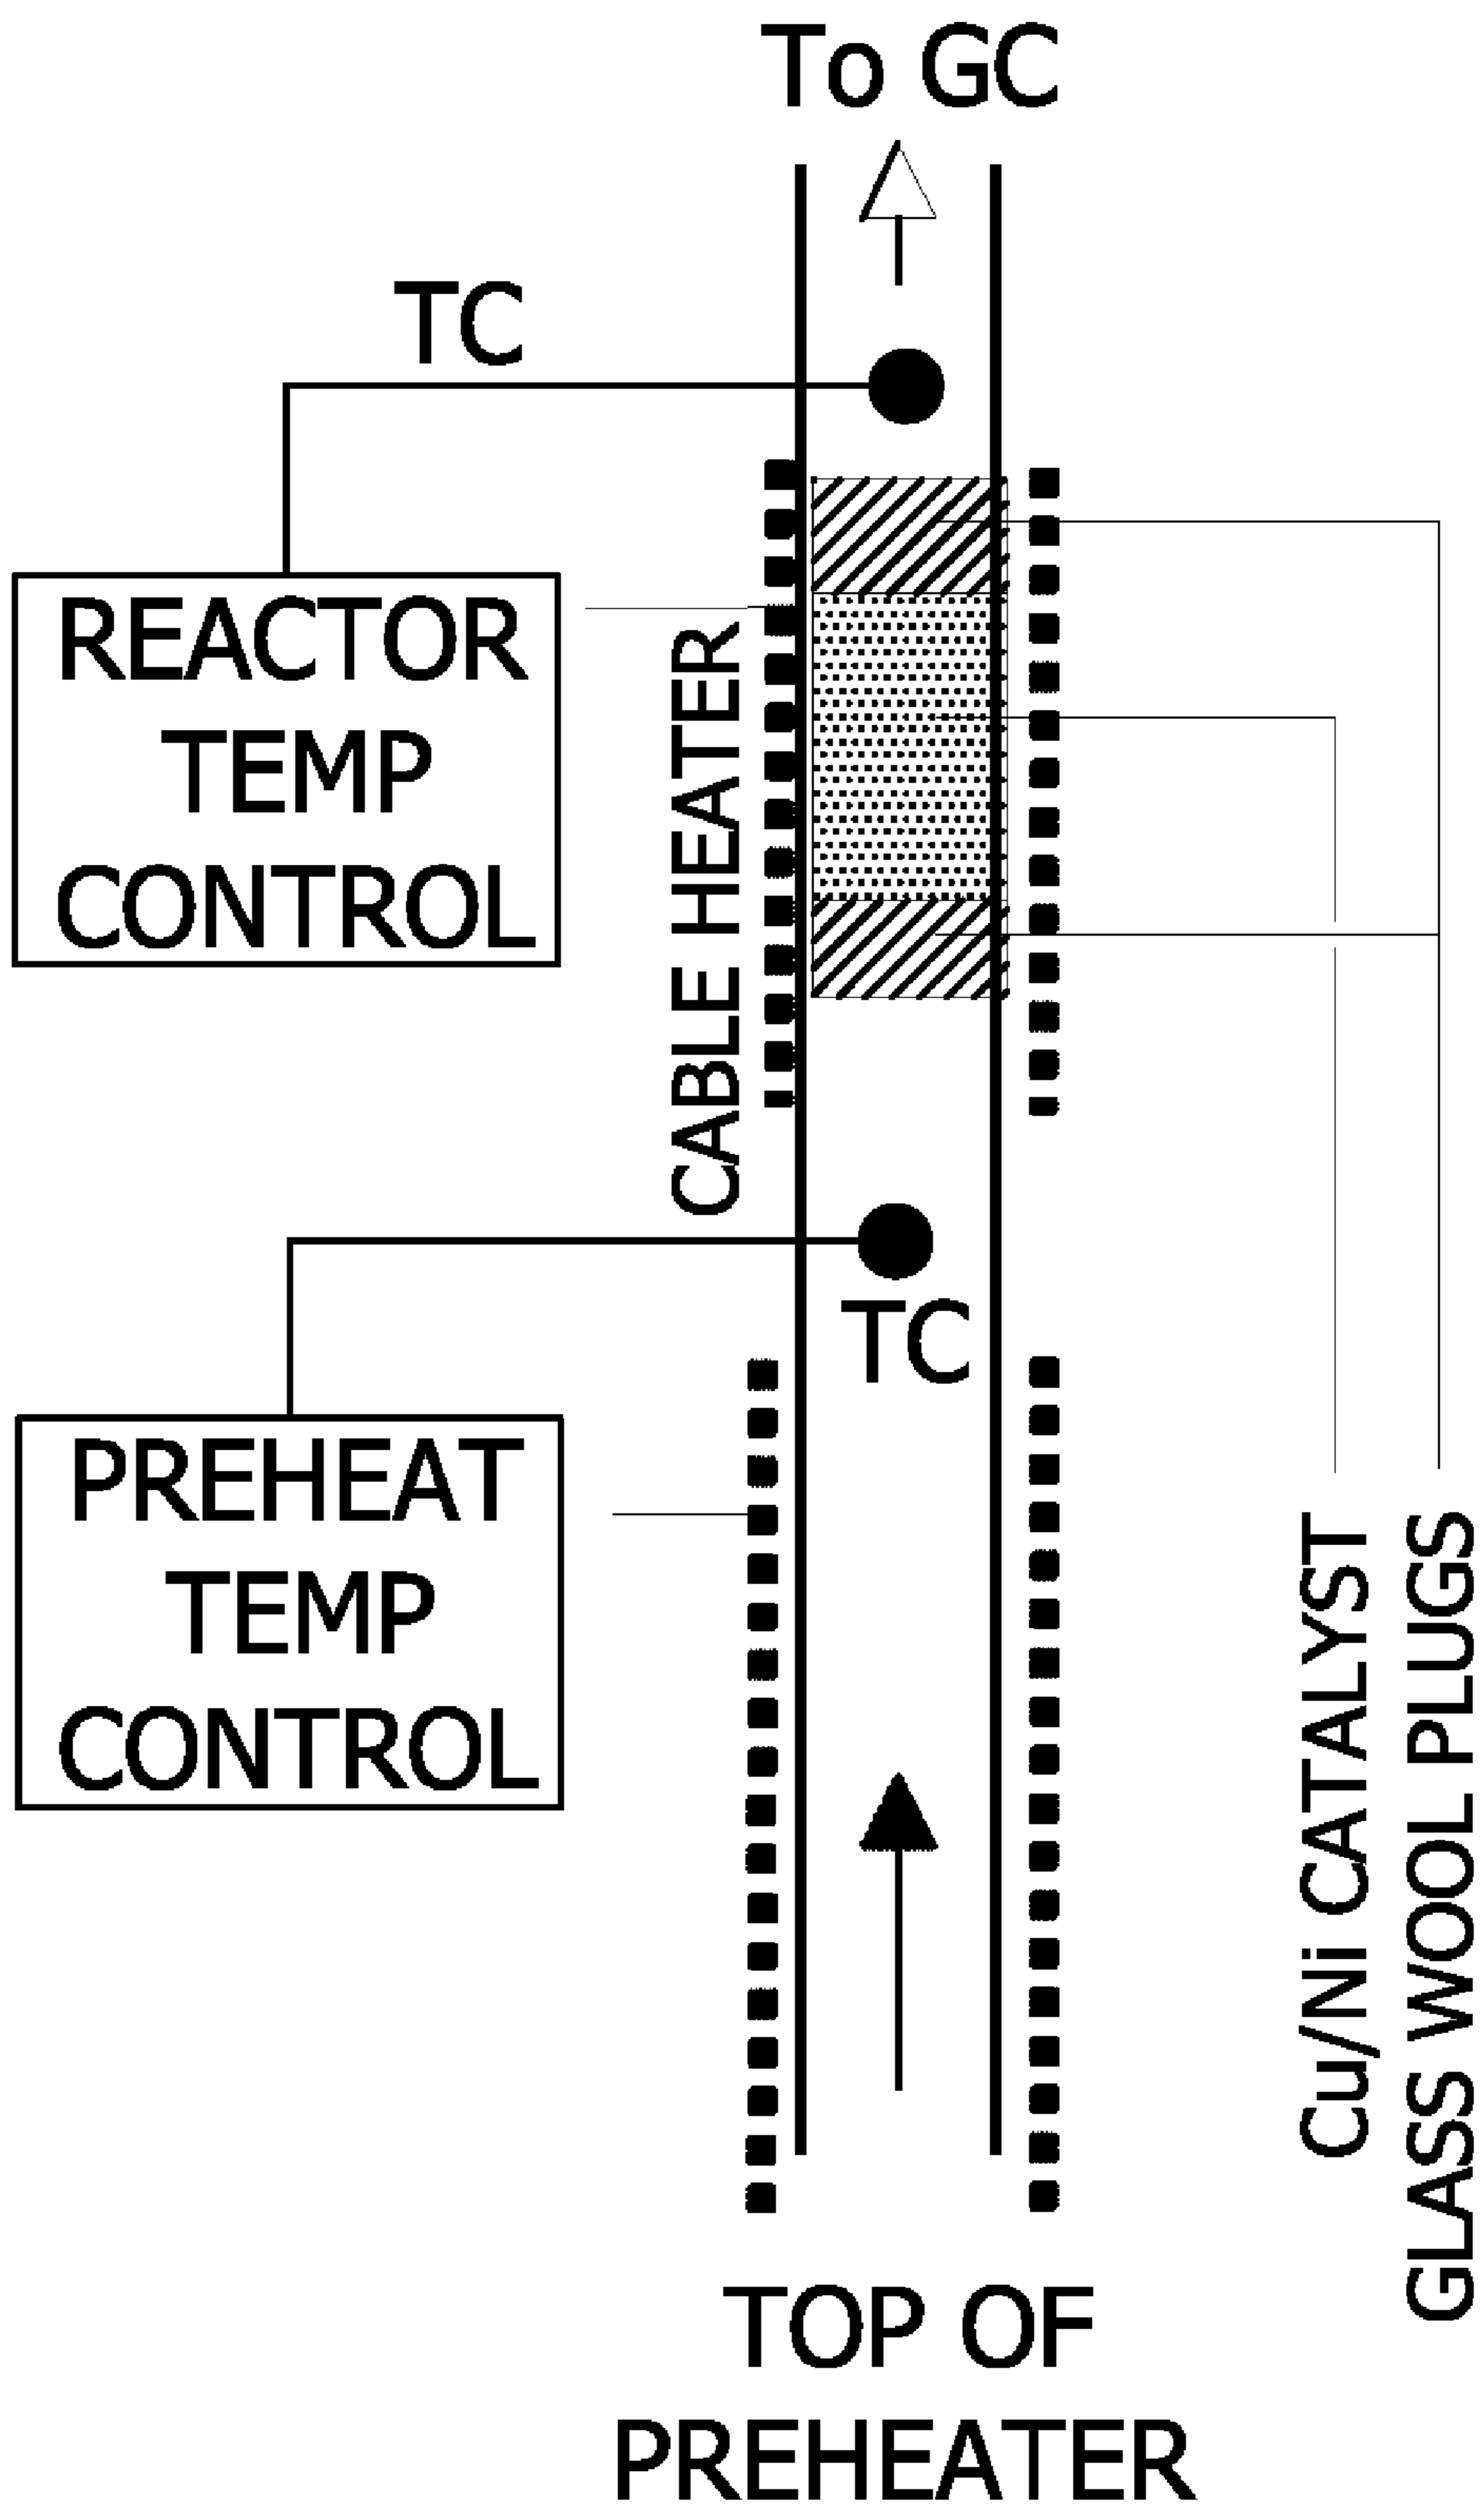 To GC
TC
REACTOR
TEMP
CONTROL
CABLE HEATER
TC
PREHEAT
TEMP
CONTROL
Cu/Ni CATALYST
GLASS WOOL PLUGS
TOP OF
PREHEATER